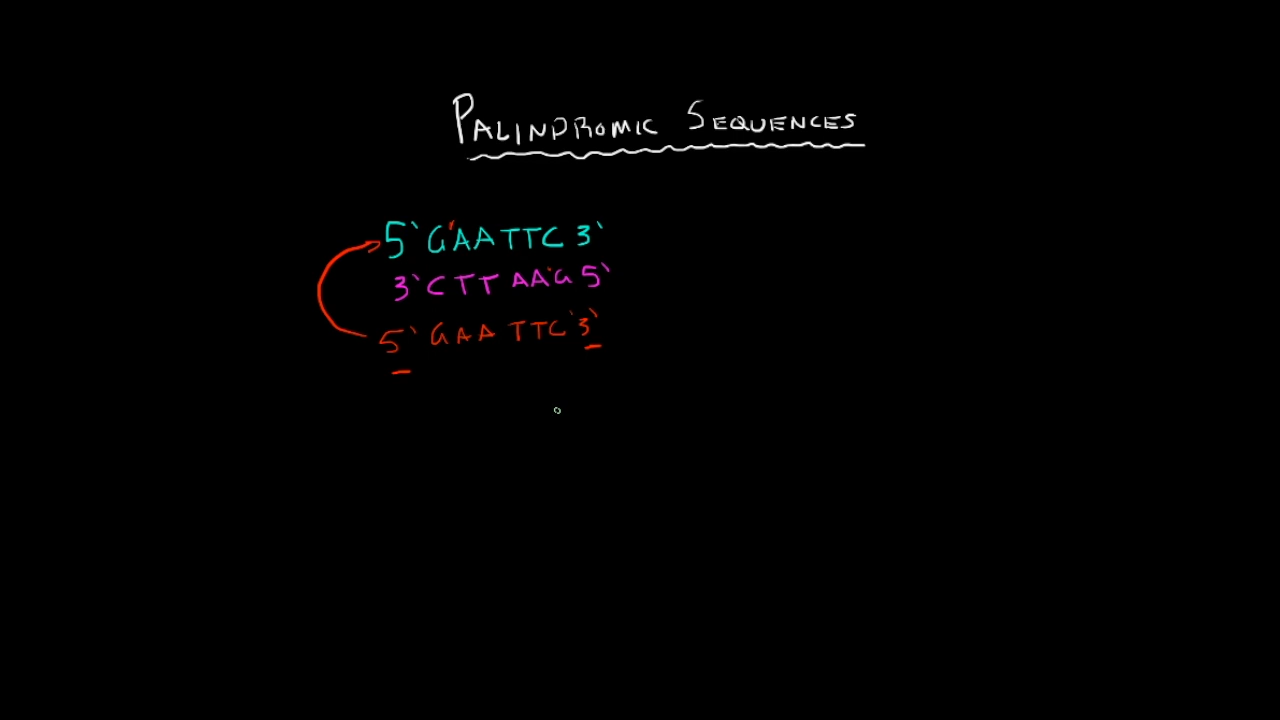 PALINDROMIC SEQUENCES
5` GAATTC 3`
3` CTTAAG 5`
5` GAATTC 3`